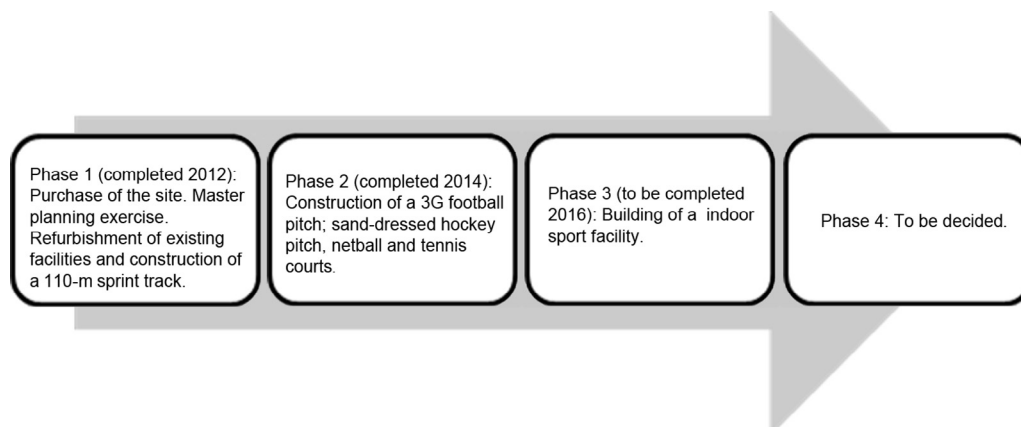 Phase 1 (completed 2012):
Purchase of the site. Master
planning exercise.
Refurbishment of existing
facilities and construction of
a 110-m sprint track.
Phase 2 (completed 2014):
Construction of a 3G football
pitch; sand-dressed hockey
pitch, netball and tennis
courts.
Phase 3 (to be completed
2016): Building of a indoor
sport facility.
Phase 4: To be decided.